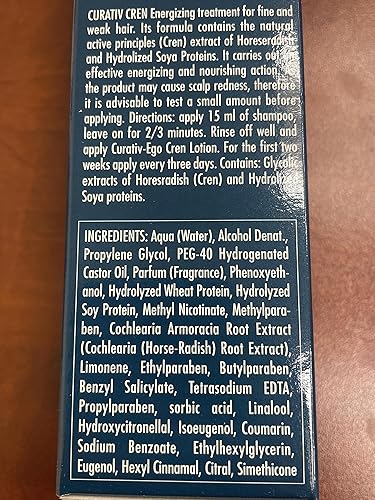 CURATIV CREN Energizing treatment for fine and
weak hair. Its formula contains the natural
active principles (Cren) extract of Horeseradish
and Hydrolized Soya Proteins. It carries out
effective energizing and nourishing action.
the product may cause scalp redness, therefore
it is advisable to test a small amount before
applying. Directions: apply 15 ml of shampoo,
leave on for 2/3 minutes. Rinse off well and
apply Curativ-Ego Cren Lotion. For the first two
weeks apply every three days. Contains: Glycolic
extracts of Horesradish (Cren) and Hydrolized
Soya proteins.
INGREDIENTS: Aqua (Water), Alcohol Denat.,
Propylene Glycol, PEG-40 Hydrogenated
Castor Oil, Parfum (Fragrance), Phenoxyeth-
anol, Hydrolyzed Wheat Protein, Hydrolyzed
Soy Protein, Methyl Nicotinate, Methylpara-
ben, Cochlearia Armoracia Root Extract
(Cochlearia (Horse-Radish) Root Extract),
Limonene, Ethylparaben, Butylparaben,
Benzyl Salicylate, Tetrasodium EDTA,
Propylparaben, sorbic acid, Linalool,
Hydroxycitronellal, Isoeugenol, Coumarin,
Sodium Benzoate, Ethylhexylglycerin,
Eugenol, Hexyl Cinnamal, Citral, Simethicone